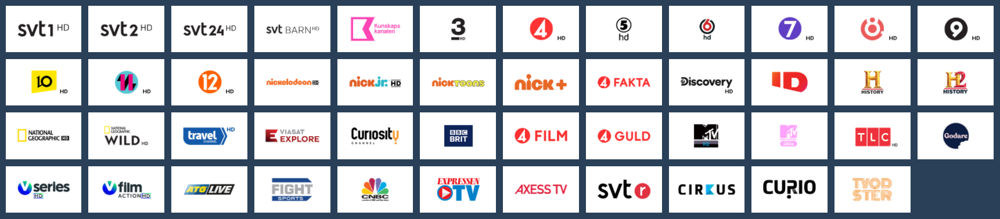 svt1 HD
svt2 HD
svt24 HD
svt BARN HD
Kunskaps
kanalen
3
HD
4 HD
5
hd
6
hd
7 HD
8 HD
9 HD
10 HD
11 HD
12 HD
nickelodeon HD
nick jr. HD
nicktoons
nick+
4 FAKTA
Discovery
HD
ID
H
HISTORY
H2
HISTORY
NATIONAL
GEOGRAPHIC HD
NATIONAL
GEOGRAPHIC
WILD HD
travel HD
CHANNEL
VIASAT
EXPLORE
Curiosity
CHANNEL
BBC
BRIT
4 FILM
4 GULD
MTV
HD
MTV
00s
TLC HD
Godare
V series
HD
V film
ACTION HD
ATG LIVE
FIGHT
SPORTS
CNBC
EXPRESSEN
TV
AXESS TV
svt r
CIRKUS
CURIO
TVOD
STER